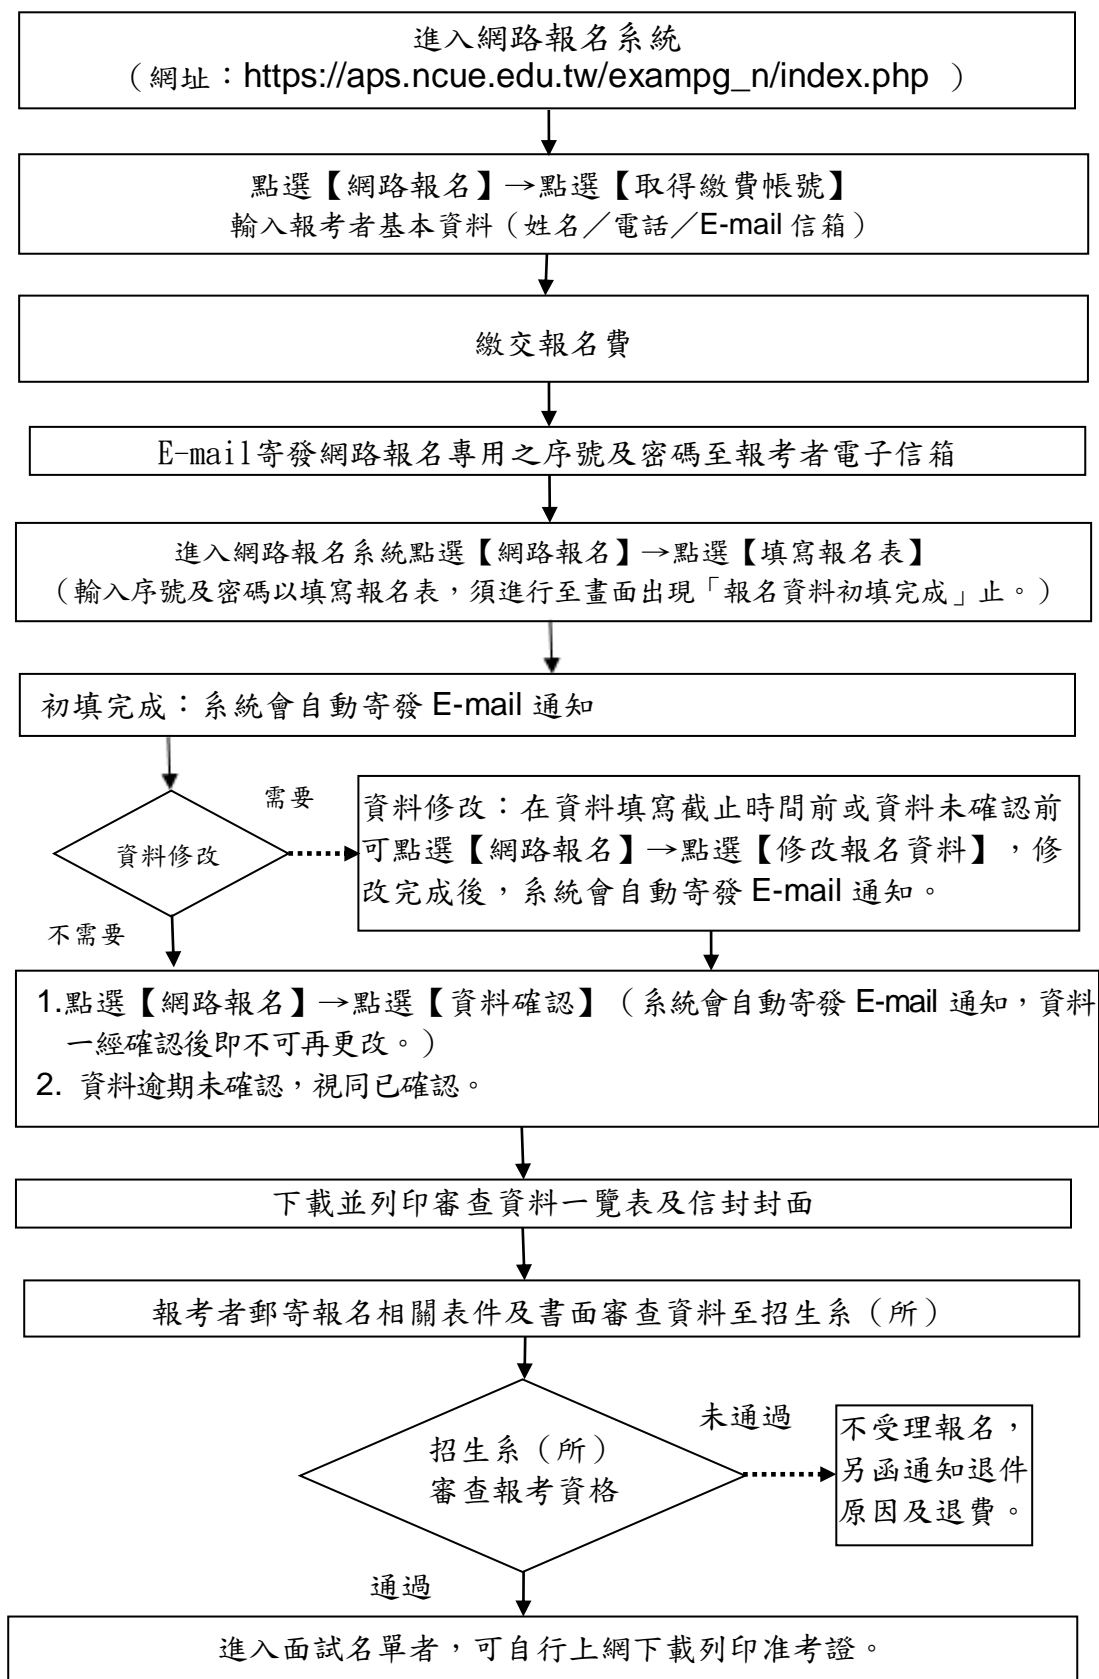 進入網路報名系統
（網址：https://aps.ncue.edu.tw/exampg_n/index.php ）
點選【網路報名】→點選【取得繳費帳號】
輸入報考者基本資料（姓名／電話／E-mail 信箱）
繳交報名費
E-mail寄發網路報名專用之序號及密碼至報考者電子信箱
進入網路報名系統點選【網路報名】→點選【填寫報名表】
（輸入序號及密碼以填寫報名表，須進行至畫面出現「報名資料初填完成」止。）
初填完成：系統會自動寄發 E-mail 通知
需要
資料修改
資料修改：在資料填寫截止時間前或資料未確認前
可點選【網路報名】→點選【修改報名資料】，修
改完成後，系統會自動寄發 E-mail 通知。
不需要
1.點選【網路報名】→點選【資料確認】（系統會自動寄發 E-mail 通知，資料
一經確認後即不可再更改。）
2. 資料逾期未確認，視同已確認。
下載並列印審查資料一覽表及信封封面
報考者郵寄報名相關表件及書面審查資料至招生系（所）
招生系（所）
審查報考資格
未通過
不受理報名，
另函通知退件
原因及退費。
通過
進入面試名單者，可自行上網下載列印准考證。